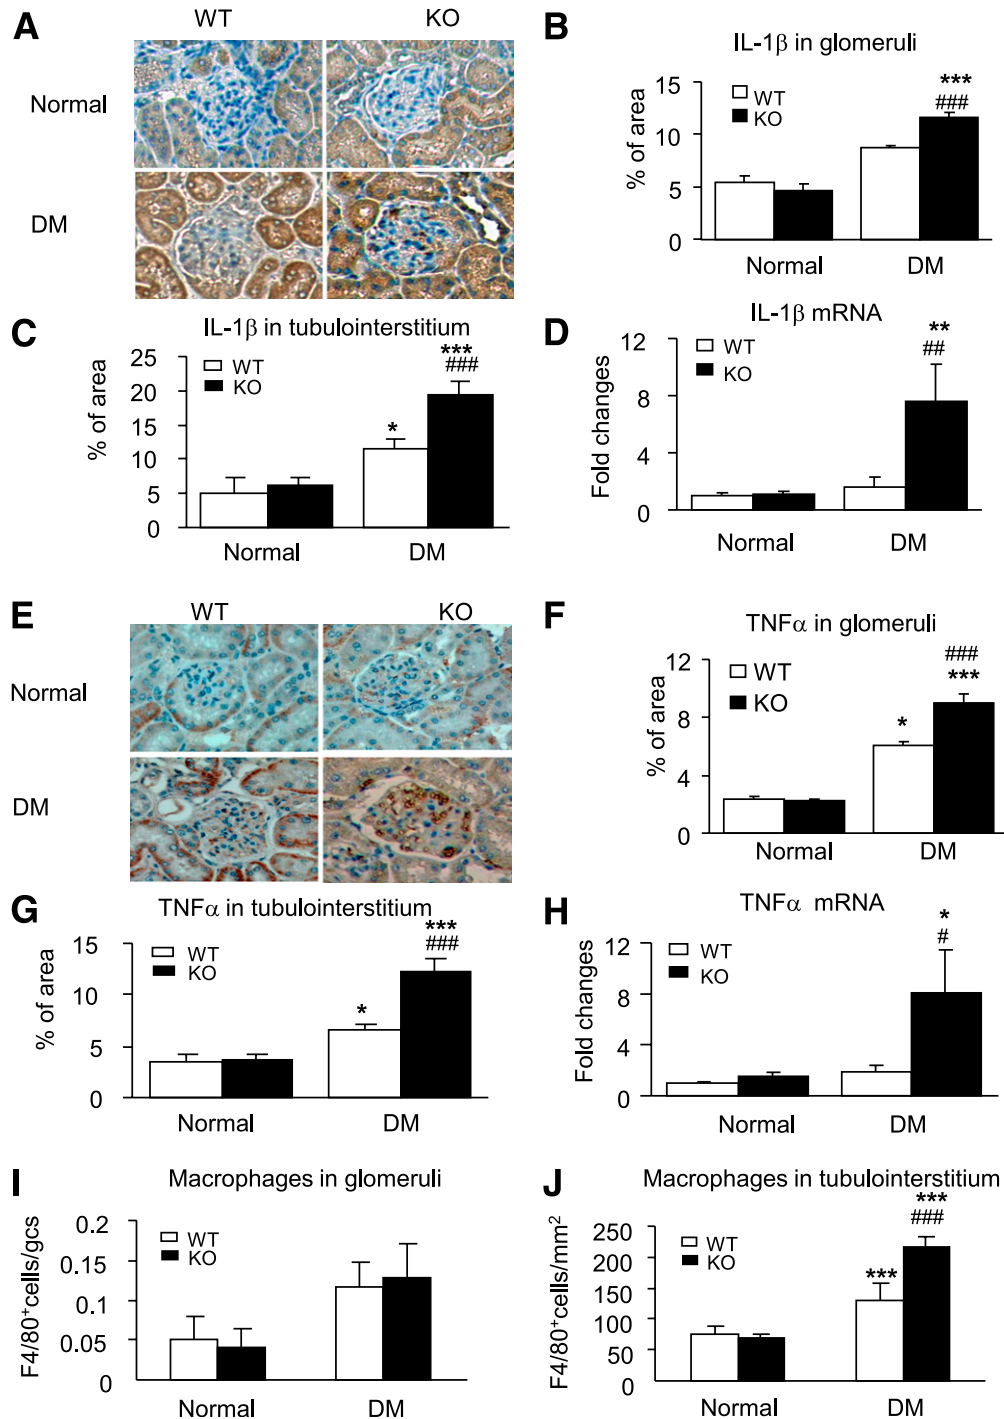 A
WT
KO
Normal
DM
B
IL-1β in glomeruli
% of area
15
10
5
0
WT
KO
***
###
Normal
DM
C
IL-1β in tubulointerstitium
% of area
25
20
15
10
5
0
WT
KO
*
***
###
Normal
DM
D
IL-1β mRNA
Fold changes
12
8
4
0
WT
KO
**
##
Normal
DM
E
WT
KO
Normal
DM
F
TNFα in glomeruli
% of area
12
8
4
0
WT
KO
*
###
***
Normal
DM
G
TNFα in tubulointerstitium
% of area
15
10
5
0
WT
KO
*
***
###
Normal
DM
H
TNFα mRNA
Fold changes
12
8
4
0
WT
KO
*
#
Normal
DM
I
Macrophages in glomeruli
F4/80⁺cells/gcs
0.2
0.15
0.1
0.05
0
WT
KO
Normal
DM
J
Macrophages in tubulointerstitium
F4/80⁺cells/mm²
250
200
150
100
50
0
WT
KO
***
***
###
Normal
DM